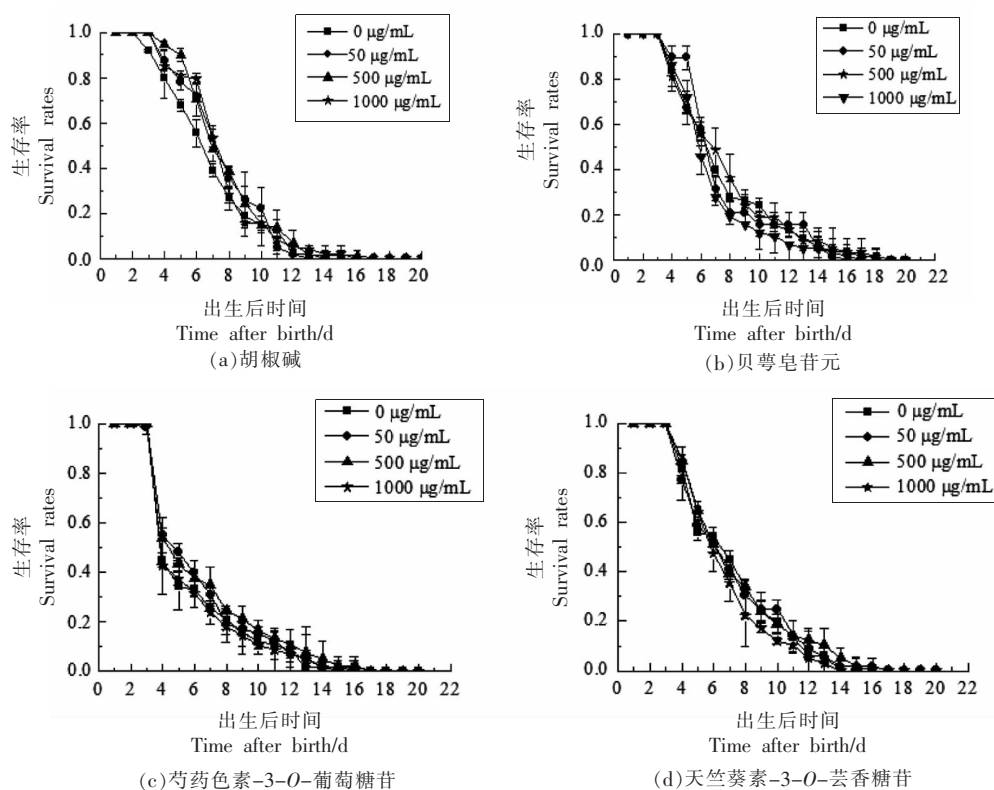 1.0
0.8
0.6
0.4
0.2
0.0
生存率
Survival rates
0 μg/mL
50 μg/mL
500 μg/mL
1000 μg/mL
0 2 4 6 8 10 12 14 16 18 20
出生后时间
Time after birth/d
(a)胡椒碱
1.0
0.8
0.6
0.4
0.2
0.0
生存率
Survival rates
0 μg/mL
50 μg/mL
500 μg/mL
1000 μg/mL
0 2 4 6 8 10 12 14 16 18 20 22
出生后时间
Time after birth/d
(b)贝萼皂苷元
1.0
0.8
0.6
0.4
0.2
0.0
生存率
Survival rates
0 μg/mL
50 μg/mL
500 μg/mL
1000 μg/mL
0 2 4 6 8 10 12 14 16 18 20 22
出生后时间
Time after birth/d
(c)芍药色素-3-O-葡萄糖苷
1.0
0.8
0.6
0.4
0.2
0.0
生存率
Survival rates
0 μg/mL
50 μg/mL
500 μg/mL
1000 μg/mL
0 2 4 6 8 10 12 14 16 18 20 22
出生后时间
Time after birth/d
(d)天竺葵素-3-O-芸香糖苷